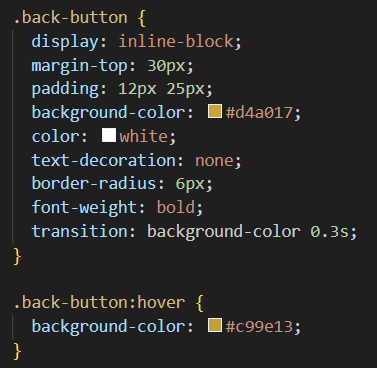 .back-button {
display: inline-block;
margin-top: 30px;
padding: 12px 25px;
background-color: #d4a017;
color: white;
text-decoration: none;
border-radius: 6px;
font-weight: bold;
transition: background-color 0.3s;
}
.back-button:hover {
background-color: #c99e13;
}